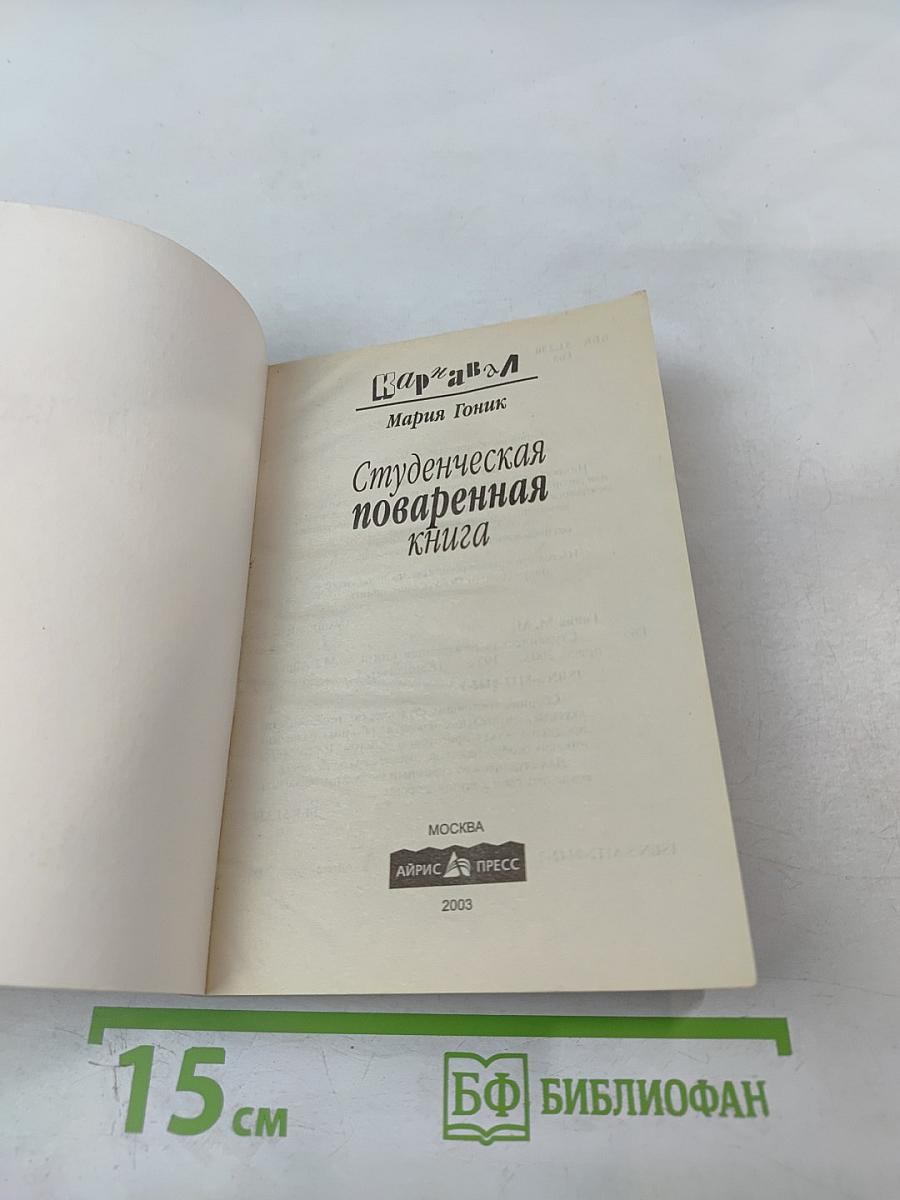 Карнавал
Мария Гоник
Студенческая
поваренная
книга
МОСКВА
АЙРИС ПРЕСС
2003
15 см
БФ БИБЛИОФАН